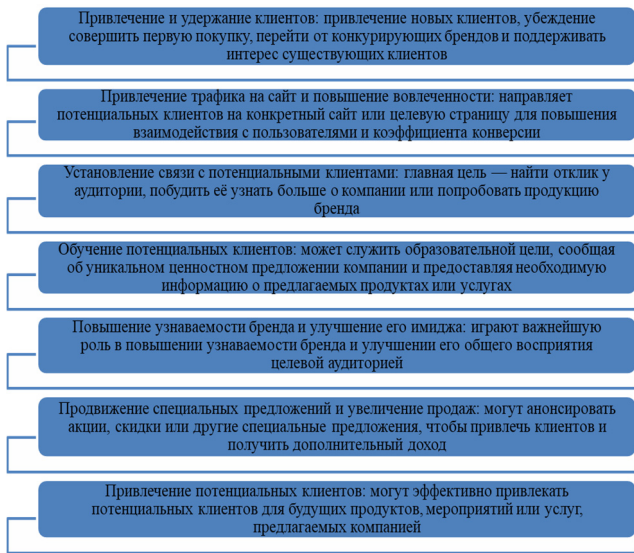 Привлечение и удержание клиентов: привлечение новых клиентов, убеждение
совершить первую покупку, перейти от конкурирующих брендов и поддерживать
интерес существующих клиентов
Привлечение трафика на сайт и повышение вовлеченности: направляет
потенциальных клиентов на конкретный сайт или целевую страницу для повышения
взаимодействия с пользователями и коэффициента конверсии
Установление связи с потенциальными клиентами: главная цель — найти отклик у
аудитории, побудить её узнать больше о компании или попробовать продукцию
бренда
Обучение потенциальных клиентов: может служить образовательной цели, сообщая
об уникальном ценностном предложении компании и предоставляя необходимую
информацию о предлагаемых продуктах или услугах
Повышение узнаваемости бренда и улучшение его имиджа: играют важнейшую
роль в повышении узнаваемости бренда и улучшении его общего восприятия
целевой аудиторией
Продвижение специальных предложений и увеличение продаж: могут анонсировать
акции, скидки или другие специальные предложения, чтобы привлечь клиентов и
получить дополнительный доход
Привлечение потенциальных клиентов: могут эффективно привлекать
потенциальных клиентов для будущих продуктов, мероприятий или услуг,
предлагаемых компанией